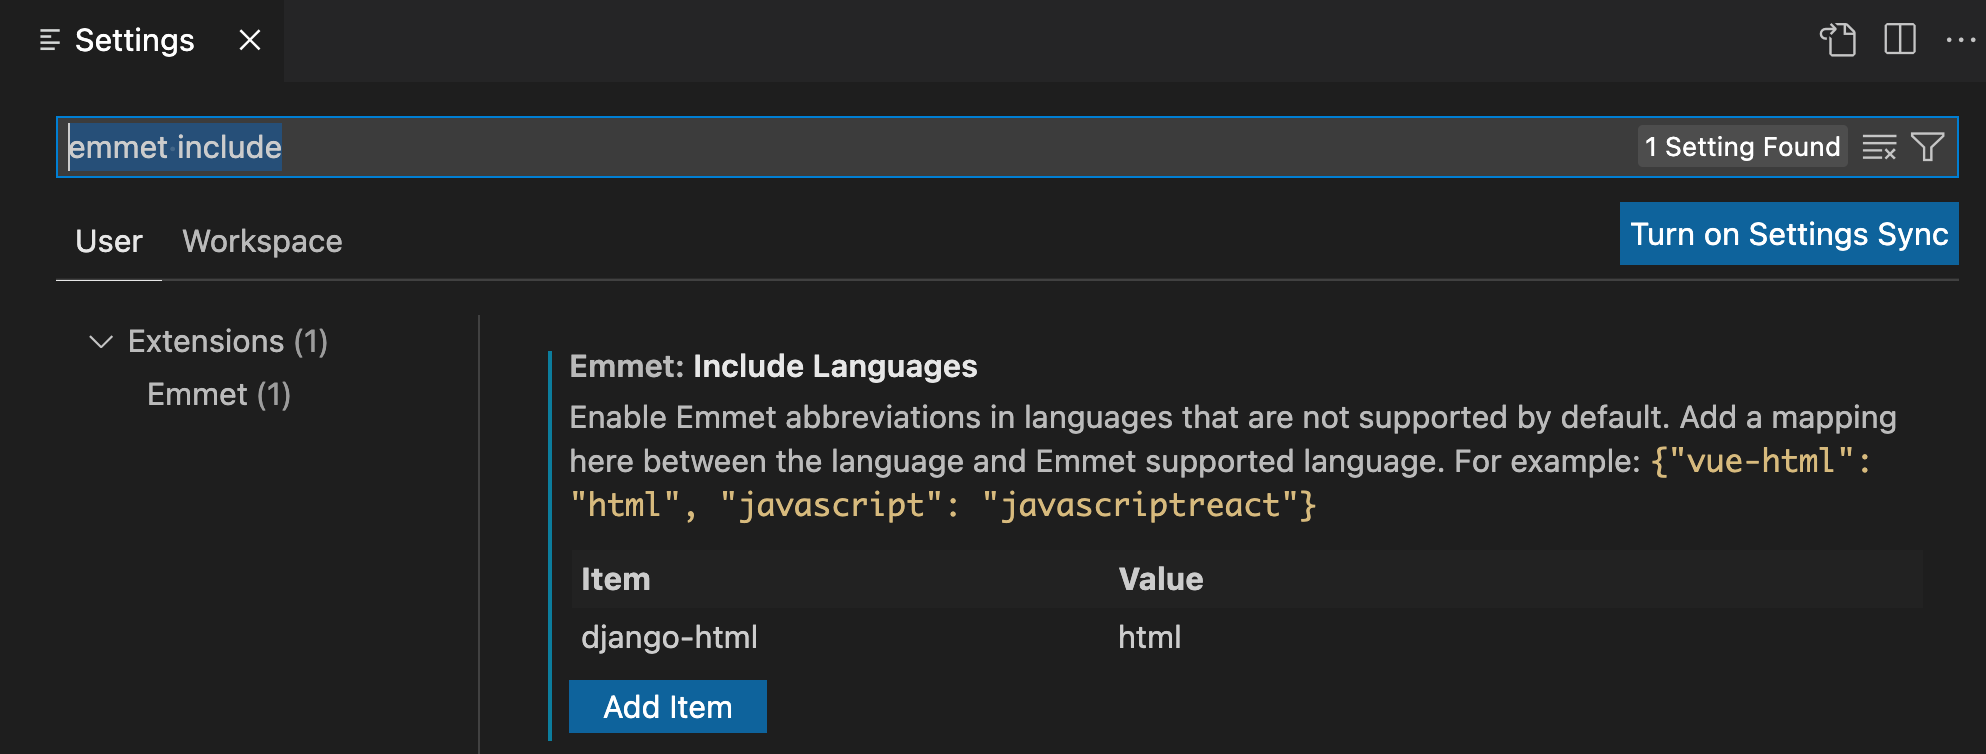 Settings
emmet include
1 Setting Found
User Workspace
Turn on Settings Sync
Extensions (1)
Emmet (1)
Emmet: Include Languages
Enable Emmet abbreviations in languages that are not supported by default. Add a mapping
here between the language and Emmet supported language. For example: {"vue-html":
"html", "javascript": "javascriptreact"}
Item Value
django-html html
Add Item